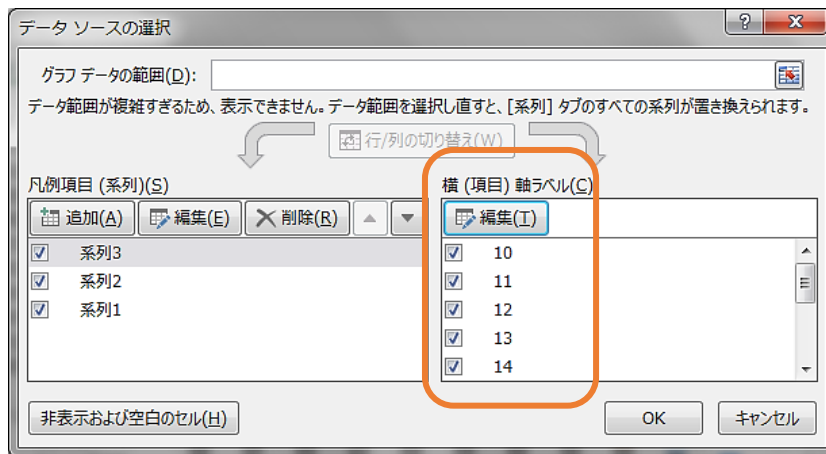 データ ソースの選択
グラフ データの範囲(D):
データ範囲が複雑すぎるため、表示できません。データ範囲を選択し直すと、[系列] タブのすべての系列が置き換えられます。
行/列の切り替え(W)
凡例項目 (系列)(S)
追加(A) 編集(E) 削除(R)
系列3
系列2
系列1
横 (項目) 軸ラベル(C)
編集(T)
10
11
12
13
14
非表示および空白のセル(H)
OK キャンセル